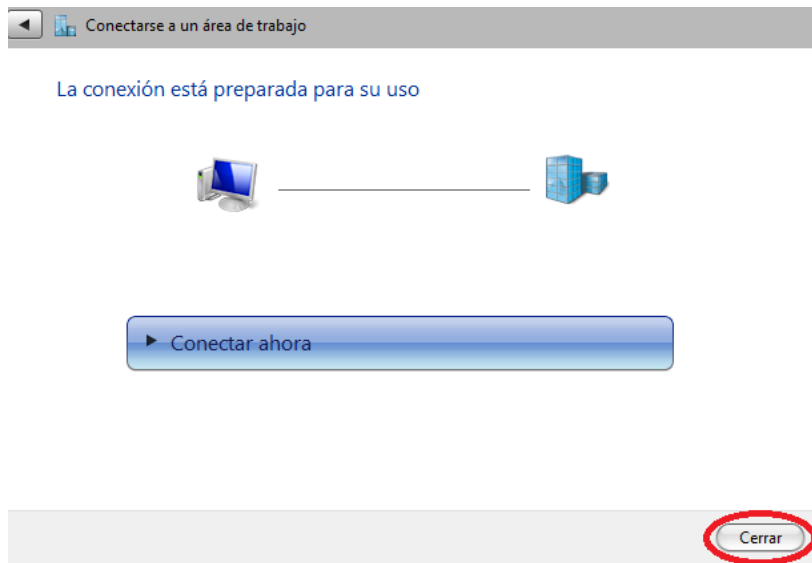 Conectarse a un área de trabajo
La conexión está preparada para su uso
Conectar ahora
Cerrar